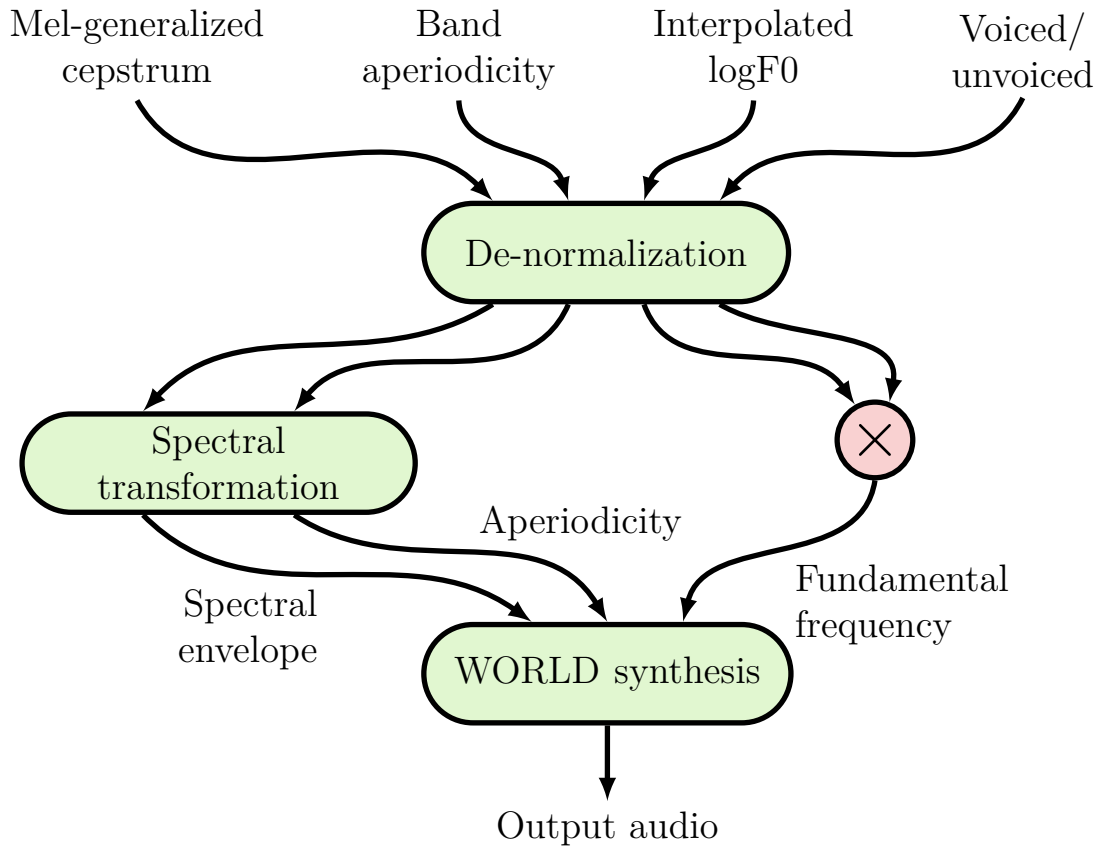 Mel-generalized
cepstrum
Band
aperiodicity
Interpolated
logF0
Voiced/
unvoiced
De-normalization
Spectral
transformation
×
Aperiodicity
Spectral
envelope
Fundamental
frequency
WORLD synthesis
Output audio